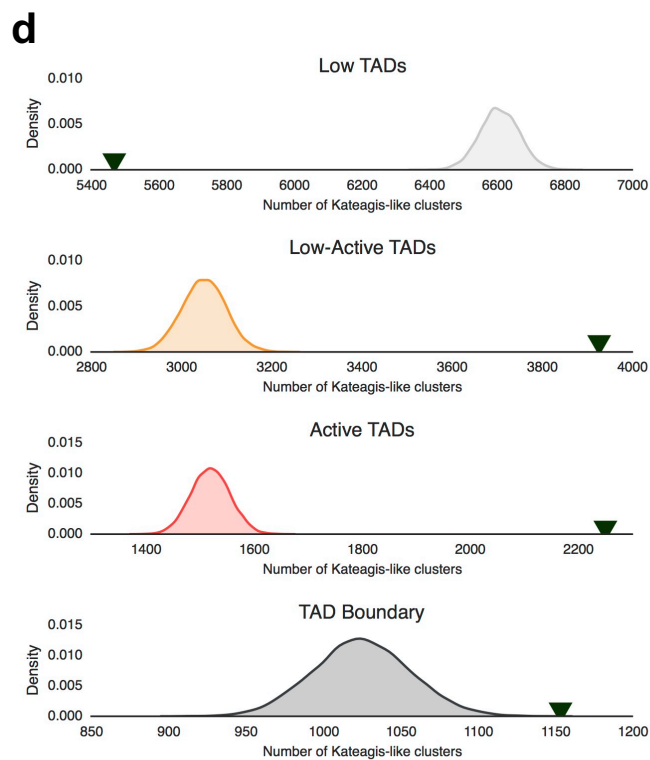 d
Low TADs
0.010
0.005
0.000
Density
5400 5600 5800 6000 6200 6400 6600 6800 7000
Number of Kateagis-like clusters
Low-Active TADs
0.010
0.005
0.000
Density
2800 3000 3200 3400 3600 3800 4000
Number of Kateagis-like clusters
Active TADs
0.015
0.010
0.005
0.000
Density
1400 1600 1800 2000 2200
Number of Kateagis-like clusters
TAD Boundary
0.015
0.010
0.005
0.000
Density
850 900 950 1000 1050 1100 1150 1200
Number of Kateagis-like clusters